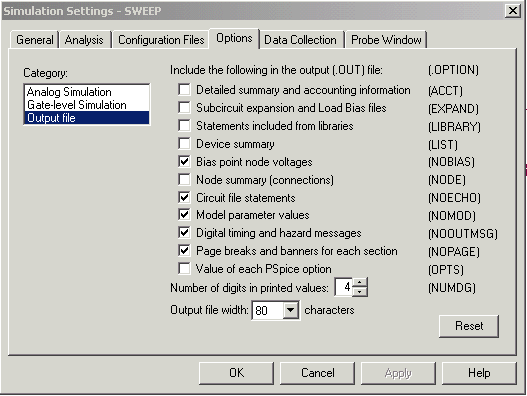 Simulation Settings - SWEEP
General Analysis Configuration Files Options Data Collection Probe Window
Category:
Analog Simulation
Gate-level Simulation
Output file
Include the following in the output (.OUT) file: (.OPTION)
Detailed summary and accounting information (ACCT)
Subcircuit expansion and Load Bias files (EXPAND)
Statements included from libraries (LIBRARY)
Device summary (LIST)
Bias point node voltages (NOBIAS)
Node summary (connections) (NODE)
Circuit file statements (NOECHO)
Model parameter values (NOMOD)
Digital timing and hazard messages (NOOUTMSG)
Page breaks and banners for each section (NOPAGE)
Value of each PSpice option (OPTS)
Number of digits in printed values: 4 (NUMDG)
Output file width: 80 characters
Reset
OK Cancel Apply Help